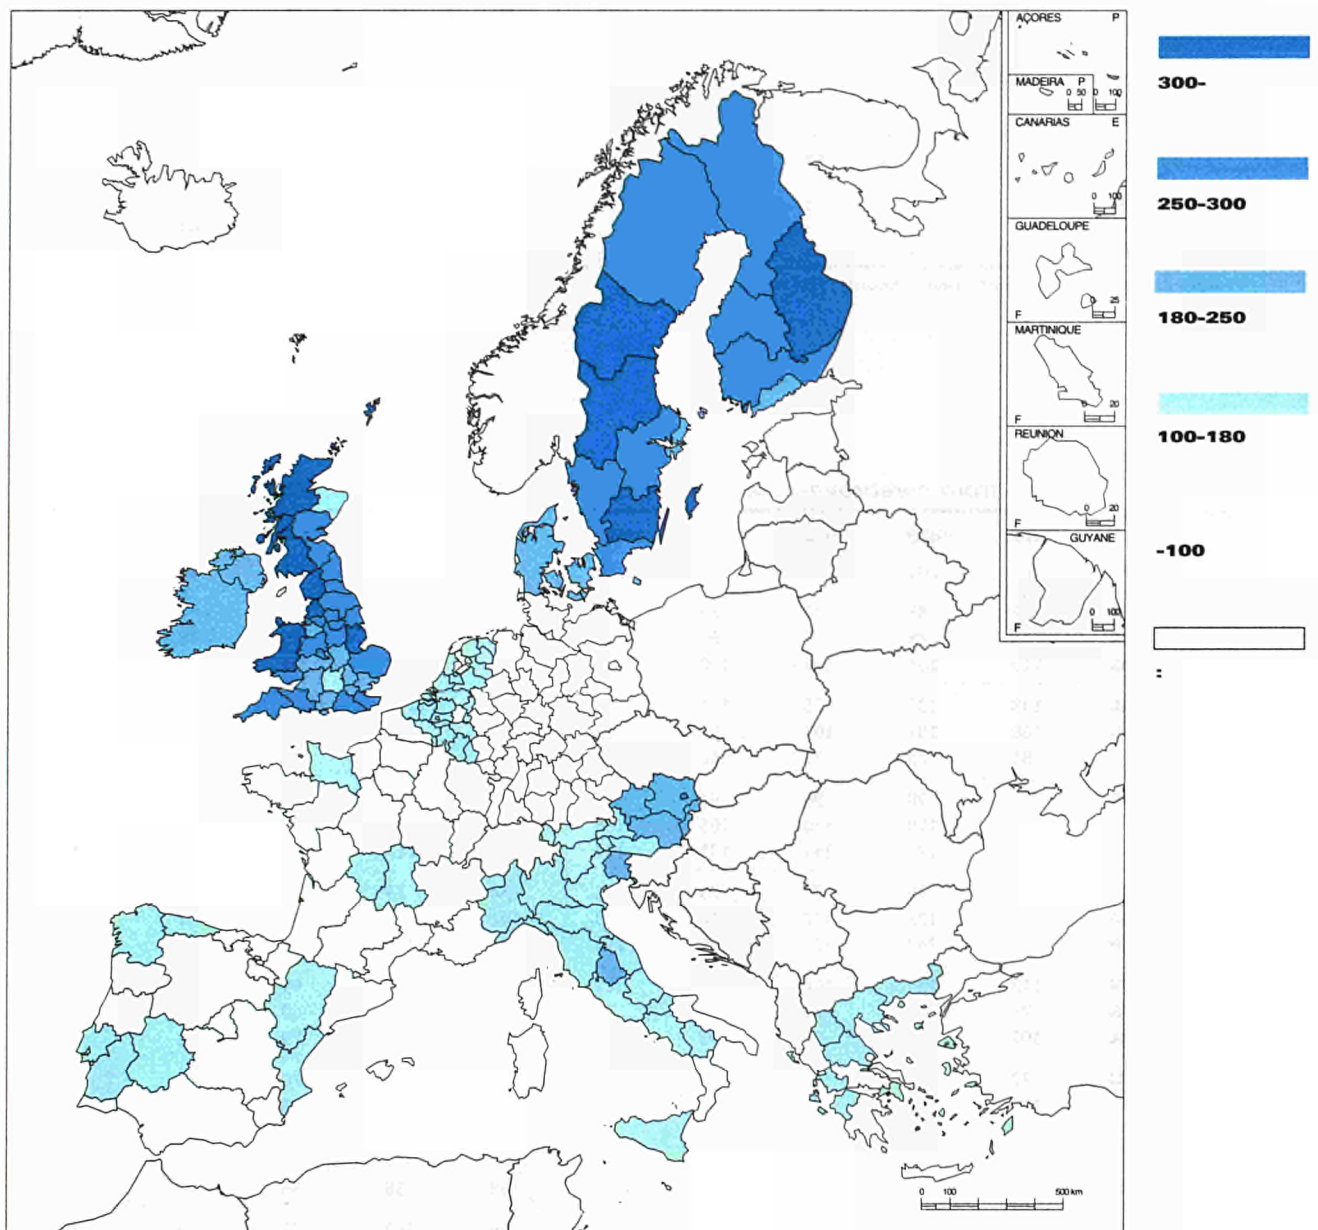 AÇORES P
MADEIRA P
0 50 0 100
CANARIAS E
0 100
GUADELOUPE
0 25
F
MARTINIQUE
0 20
F
REUNION
0 20
F
GUYANE
0 100
F
0 100 500 km
300-
250-300
180-250
100-180
-100
: